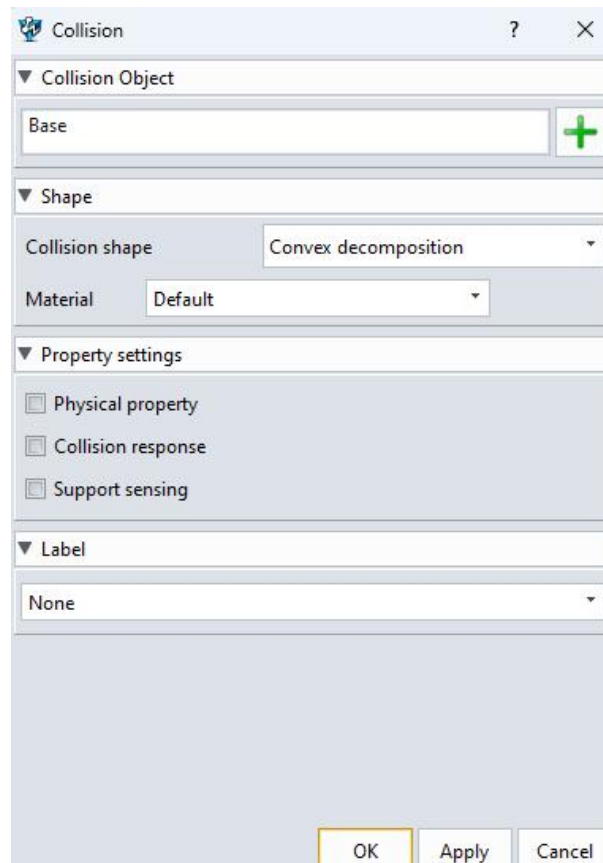 Collision ?
Collision Object
Base
Shape
Collision shape Convex decomposition
Material Default
Property settings
Physical property
Collision response
Support sensing
Label
None
OK Apply Cancel